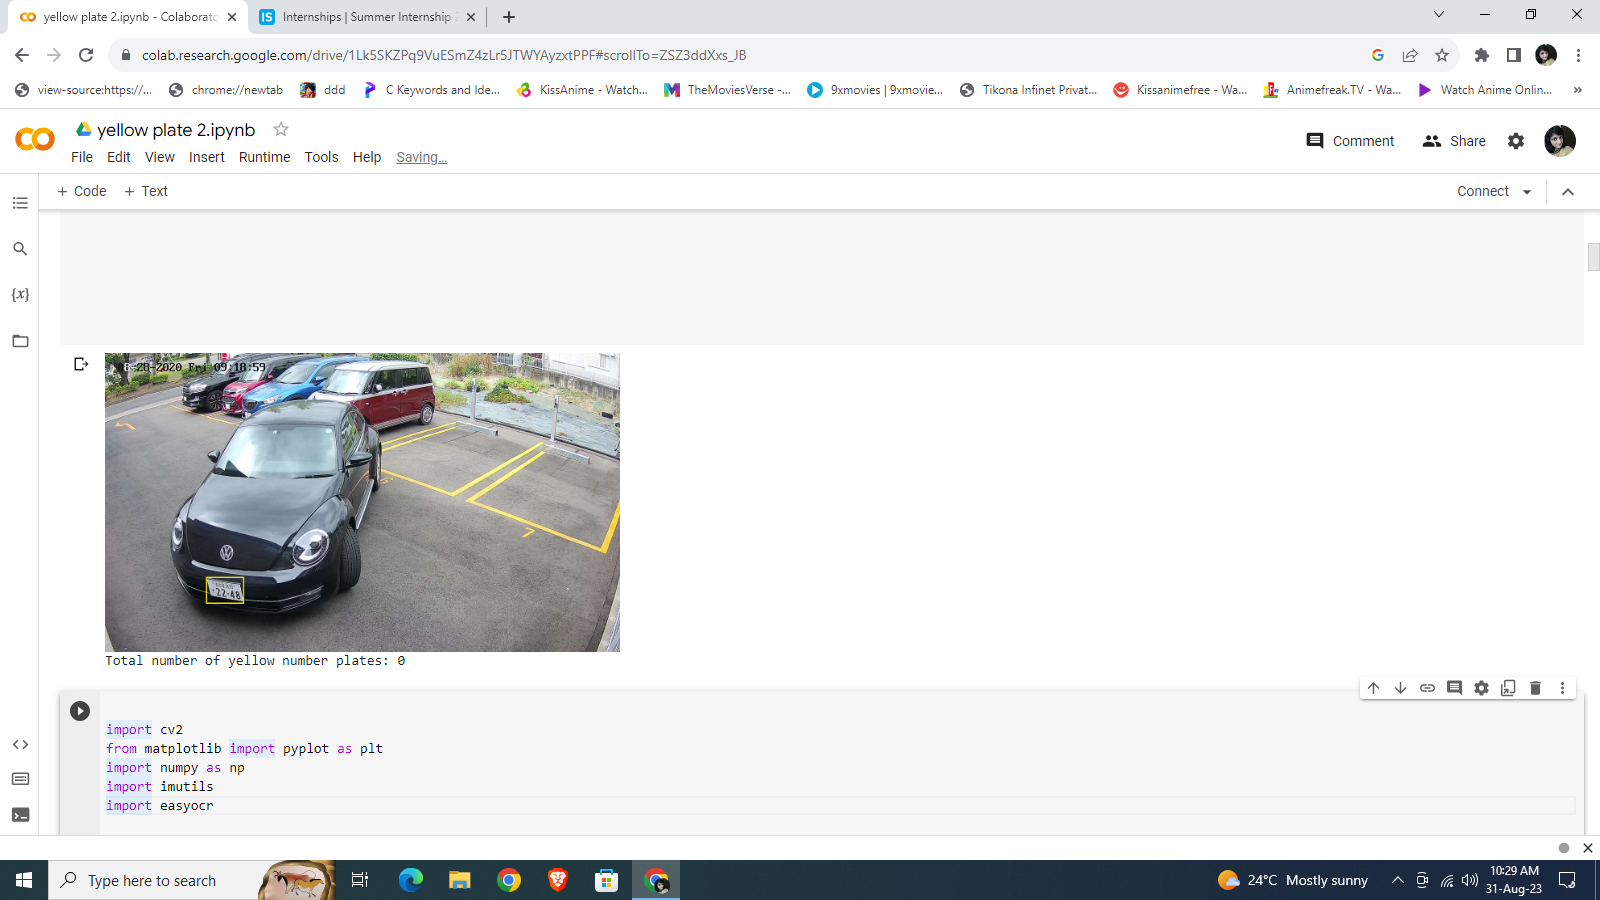 yellow plate 2.ipynb - Colaborato
Internships | Summer Internship
colab.research.google.com/drive/1Lk5SKZPq9VuESmZ4zLr5JTWYAyzxtPPF#scrollTo=ZSZ3ddXxs_JB
view-source:https://...
chrome://newtab
ddd
C Keywords and Ide...
KissAnime - Watch...
TheMoviesVerse -...
9xmovies | 9xmovie...
Tikona Infinet Privat...
Kissanimefree - Wa...
Animefreak.TV - Wa...
Watch Anime Onlin...
»
yellow plate 2.ipynb
Comment
Share
File Edit View Insert Runtime Tools Help Saving...
+ Code + Text
Connect
{x}
08-28-2020 Fri 09:18:59
7
22-48
Total number of yellow number plates: 0
import cv2
from matplotlib import pyplot as plt
import numpy as np
import imutils
import easyocr
Type here to search
24°C Mostly sunny
10:29 AM
31-Aug-23